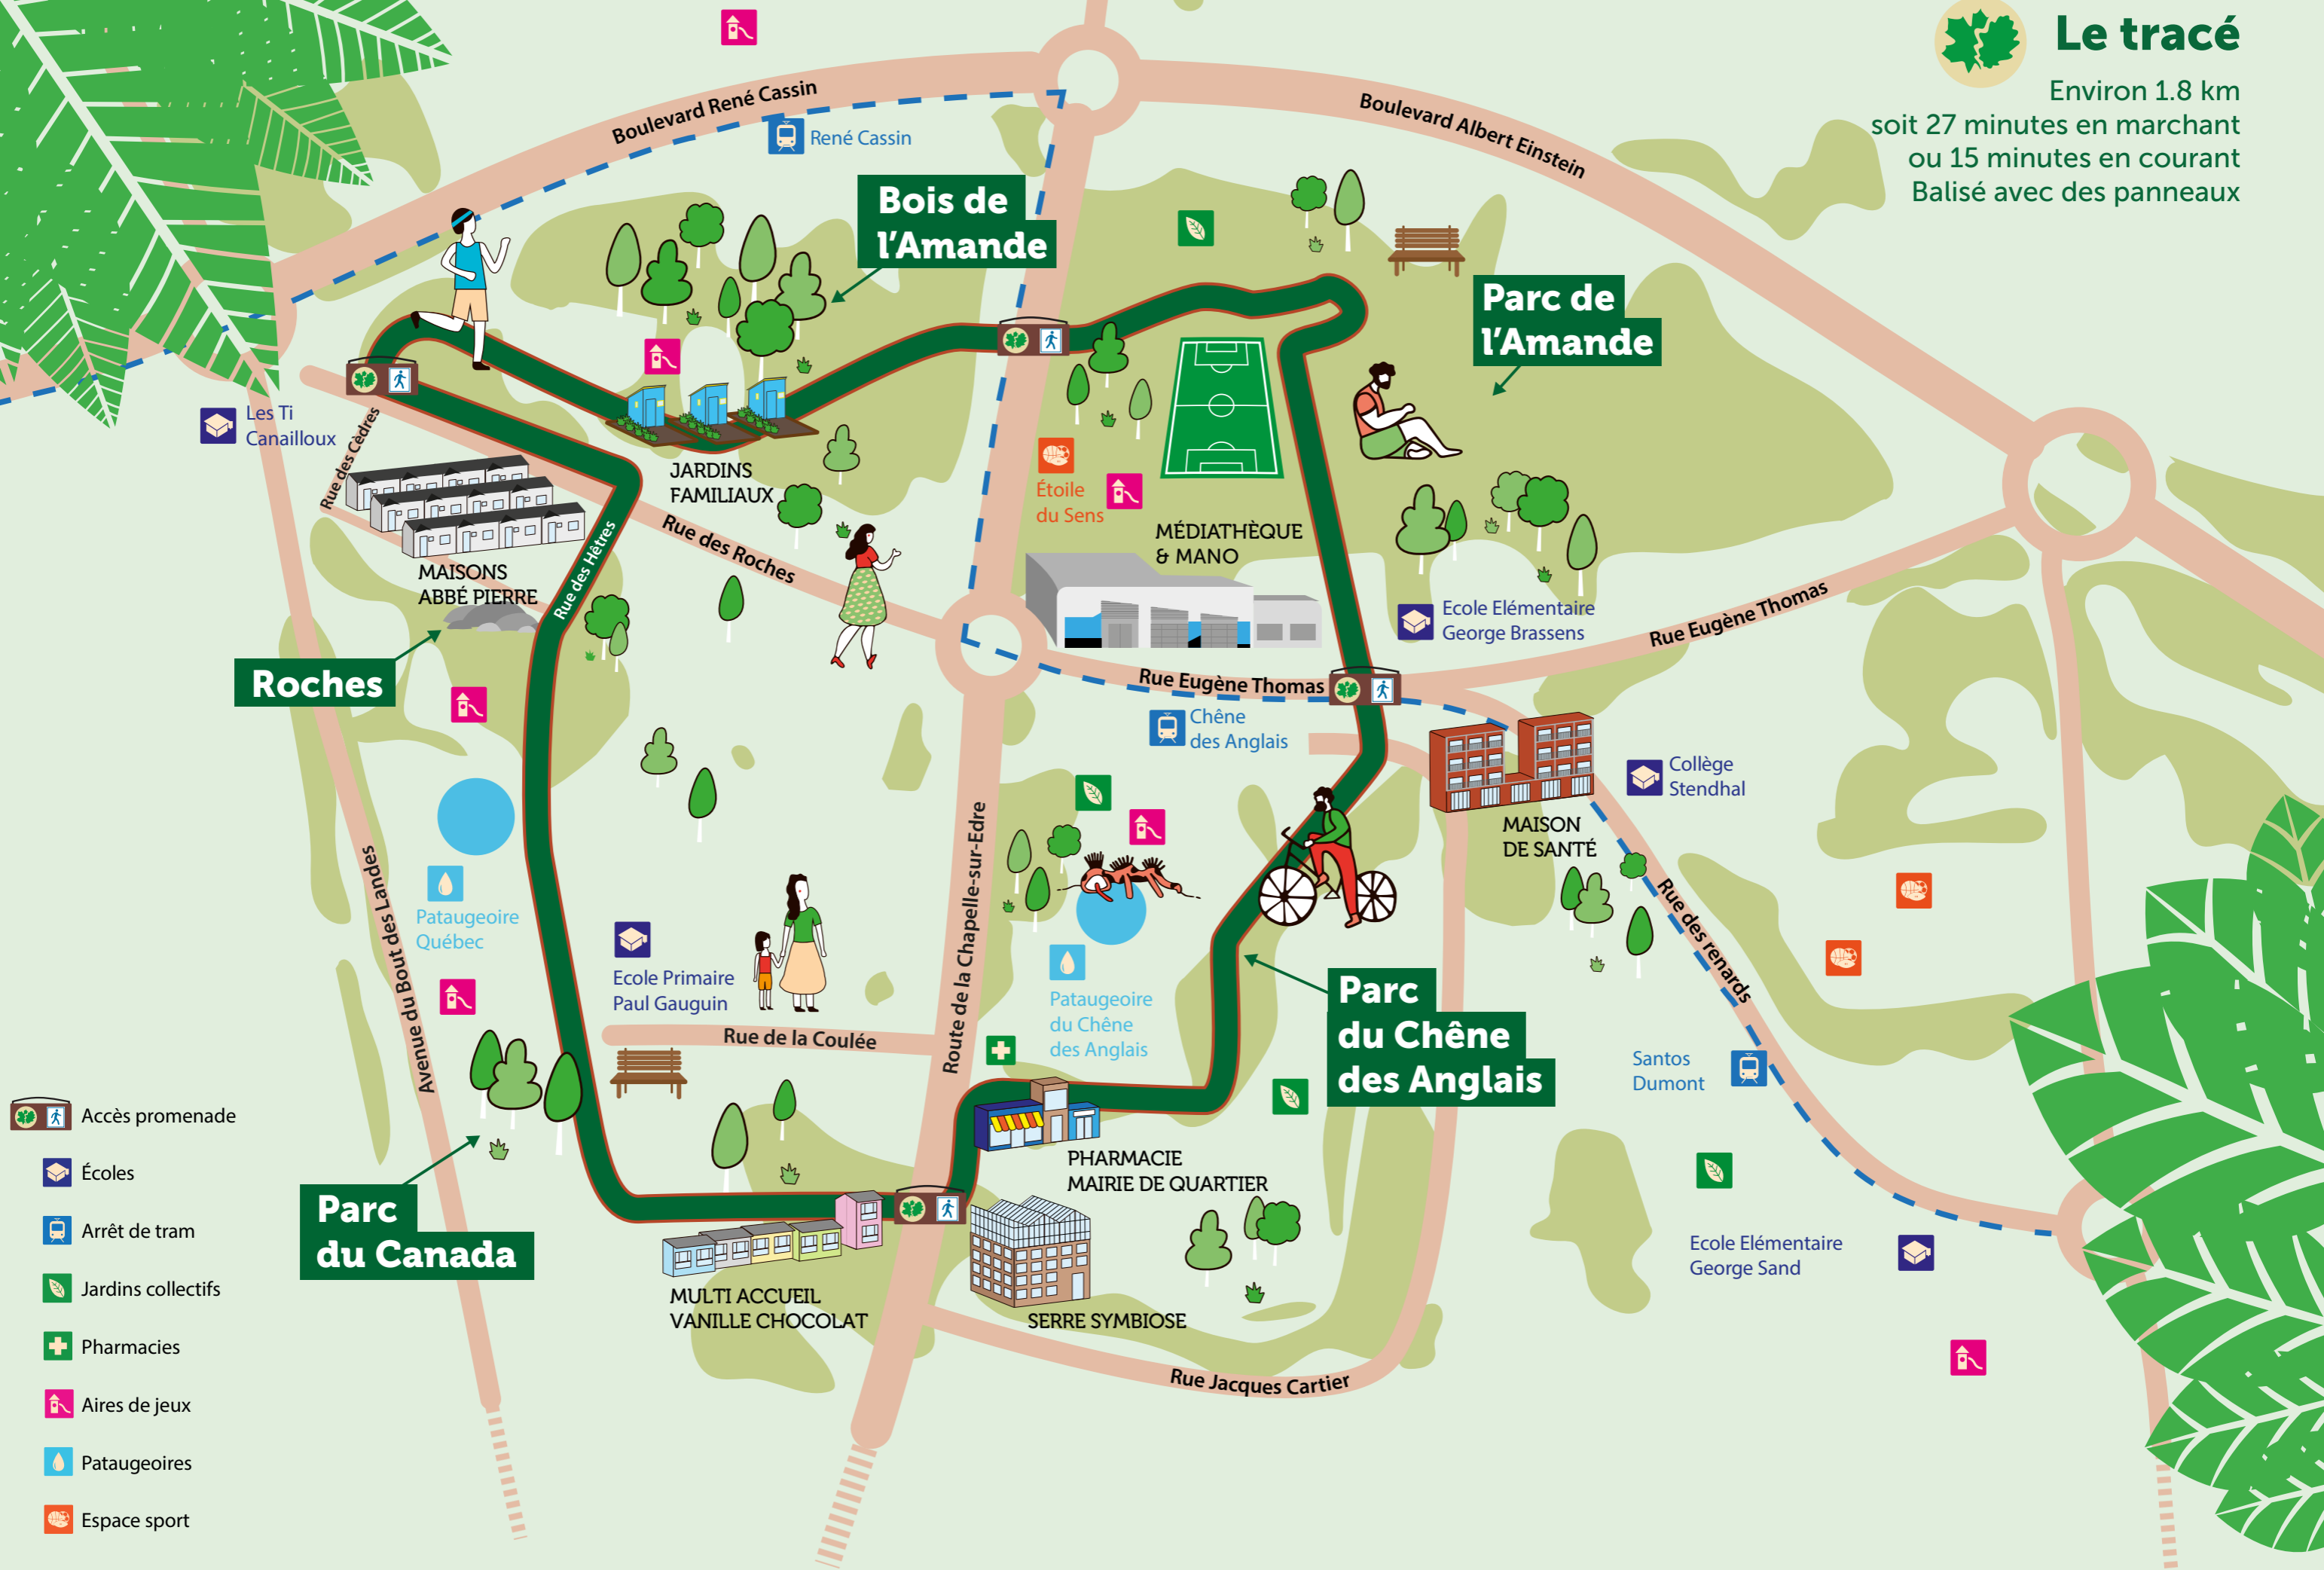 Le tracé
Environ 1.8 km
soit 27 minutes en marchant
ou 15 minutes en courant
Balisé avec des panneaux
Boulevard René Cassin
René Cassin
Boulevard Albert Einstein
Bois de
l'Amande
Parc de
l'Amande
Les Ti
Canailloux
Rue des Cèdres
JARDINS
FAMILIAUX
Étoile
du Sens
MÉDIATHÈQUE
& MANO
Rue des Roches
Rue des Hêtres
MAISONS
ABBÉ PIERRE
Roches
Ecole Elémentaire
George Brassens
Rue Eugène Thomas
Rue Eugène Thomas
Chêne
des Anglais
Collège
Stendhal
MAISON
DE SANTÉ
Rue des renards
Avenue du Bout des Landes
Route de la Chapelle-sur-Edre
Pataugeoire
Québec
Ecole Primaire
Paul Gauguin
Pataugeoire
du Chêne
des Anglais
Rue de la Coulée
Parc
du Chêne
des Anglais
Santos
Dumont
PHARMACIE
MAIRIE DE QUARTIER
Parc
du Canada
Ecole Elémentaire
George Sand
MULTI ACCUEIL
VANILLE CHOCOLAT
SERRE SYMBIOSE
Rue Jacques Cartier
Accès promenade
Écoles
Arrêt de tram
Jardins collectifs
Pharmacies
Aires de jeux
Pataugeoires
Espace sport